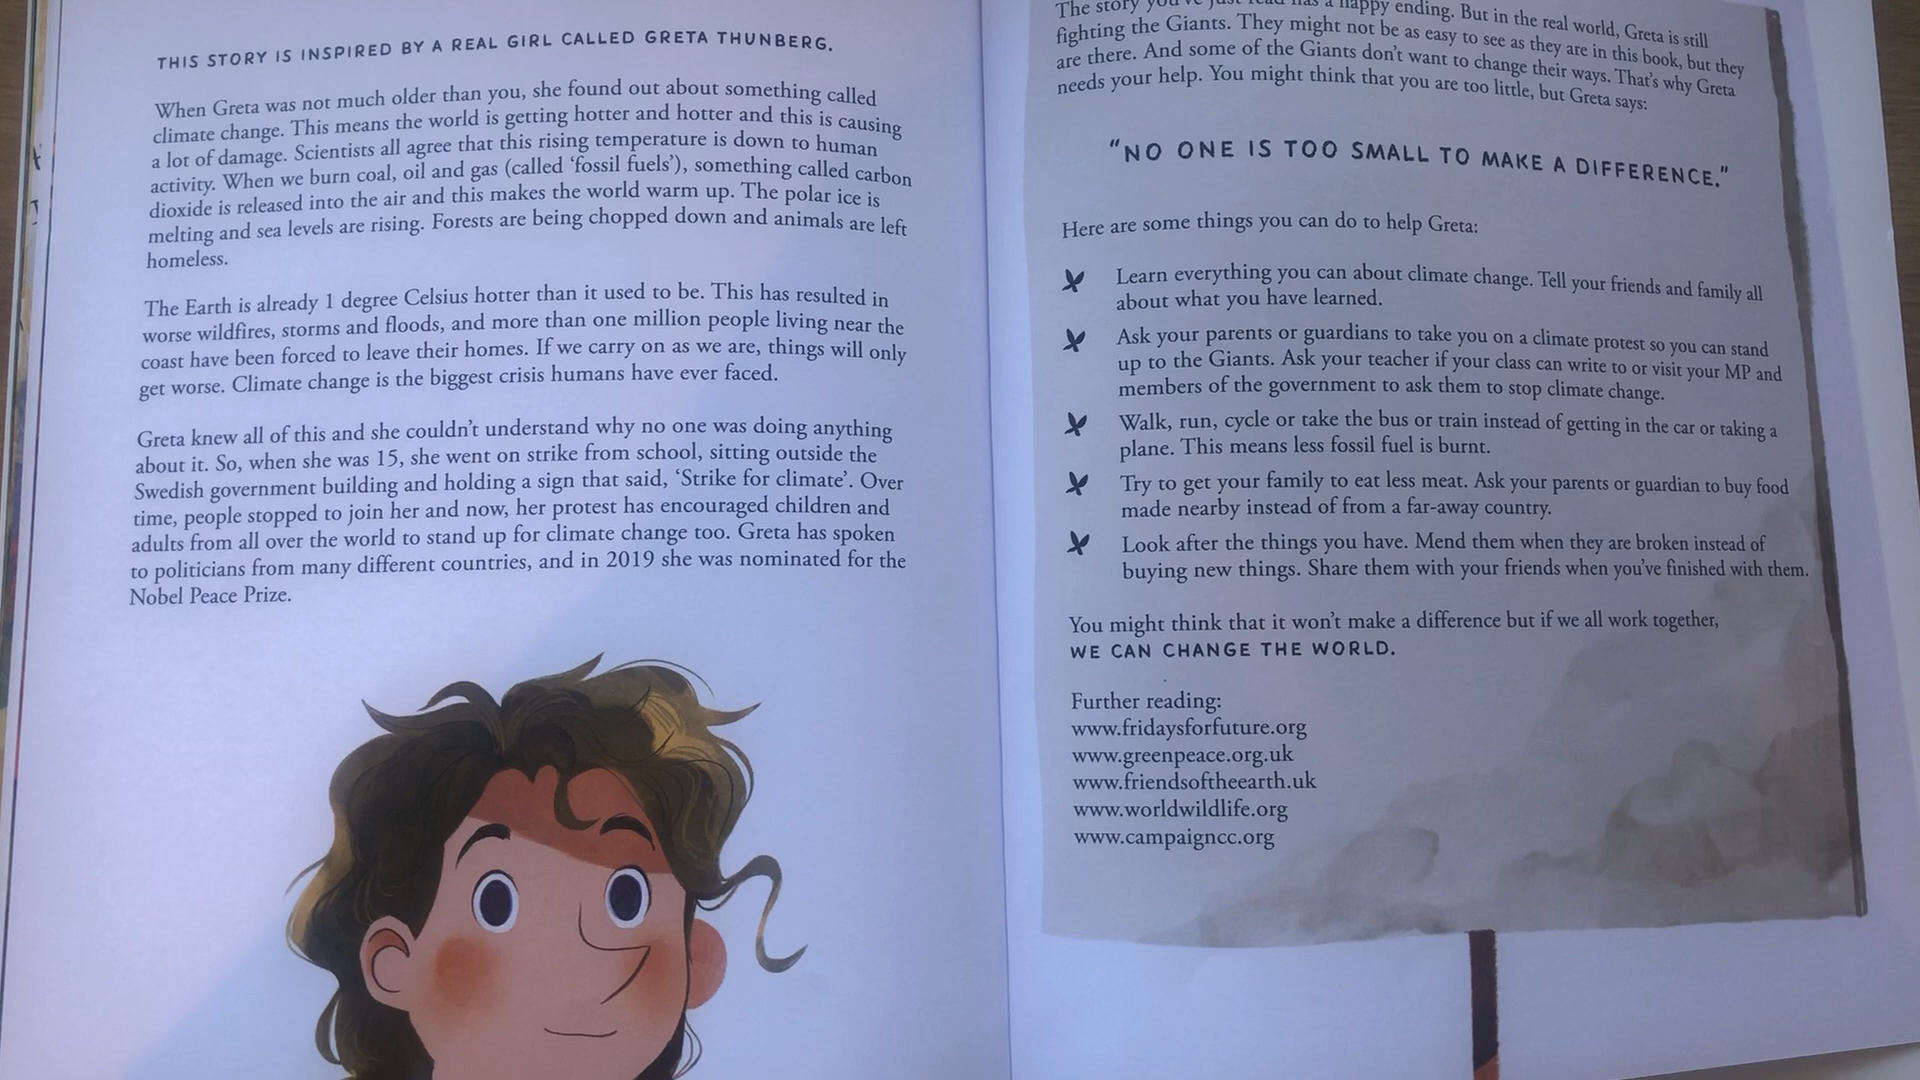 THIS STORY IS INSPIRED BY A REAL GIRL CALLED GRETA THUNBERG.
When Greta was not much older than you, she found out about something called
climate change. This means the world is getting hotter and hotter and this is causing
a lot of damage. Scientists all agree that this rising temperature is down to human
activity. When we burn coal, oil and gas (called ‘fossil fuels’), something called carbon
dioxide is released into the air and this makes the world warm up. The polar ice is
melting and sea levels are rising. Forests are being chopped down and animals are left
homeless.
The Earth is already 1 degree Celsius hotter than it used to be. This has resulted in
worse wildfires, storms and floods, and more than one million people living near the
coast have been forced to leave their homes. If we carry on as we are, things will only
get worse. Climate change is the biggest crisis humans have ever faced.
Greta knew all of this and she couldn’t understand why no one was doing anything
about it. So, when she was 15, she went on strike from school, sitting outside the
Swedish government building and holding a sign that said, ‘Strike for climate’. Over
time, people stopped to join her and now, her protest has encouraged children and
adults from all over the world to stand up for climate change too. Greta has spoken
to politicians from many different countries, and in 2019 she was nominated for the
Nobel Peace Prize.
The story you’ve just read has a happy ending. But in the real world, Greta is still
fighting the Giants. They might not be as easy to see as they are in this book, but they
are there. And some of the Giants don’t want to change their ways. That’s why Greta
needs your help. You might think that you are too little, but Greta says:
“NO ONE IS TOO SMALL TO MAKE A DIFFERENCE.”
Here are some things you can do to help Greta:
Learn everything you can about climate change. Tell your friends and family all
about what you have learned.
Ask your parents or guardians to take you on a climate protest so you can stand
up to the Giants. Ask your teacher if your class can write to or visit your MP and
members of the government to ask them to stop climate change.
Walk, run, cycle or take the bus or train instead of getting in the car or taking a
plane. This means less fossil fuel is burnt.
Try to get your family to eat less meat. Ask your parents or guardian to buy food
made nearby instead of from a far-away country.
Look after the things you have. Mend them when they are broken instead of
buying new things. Share them with your friends when you’ve finished with them.
You might think that it won’t make a difference but if we all work together,
WE CAN CHANGE THE WORLD.
Further reading:
www.fridaysforfuture.org
www.greenpeace.org.uk
www.friendsoftheearth.uk
www.worldwildlife.org
www.campaigncc.org